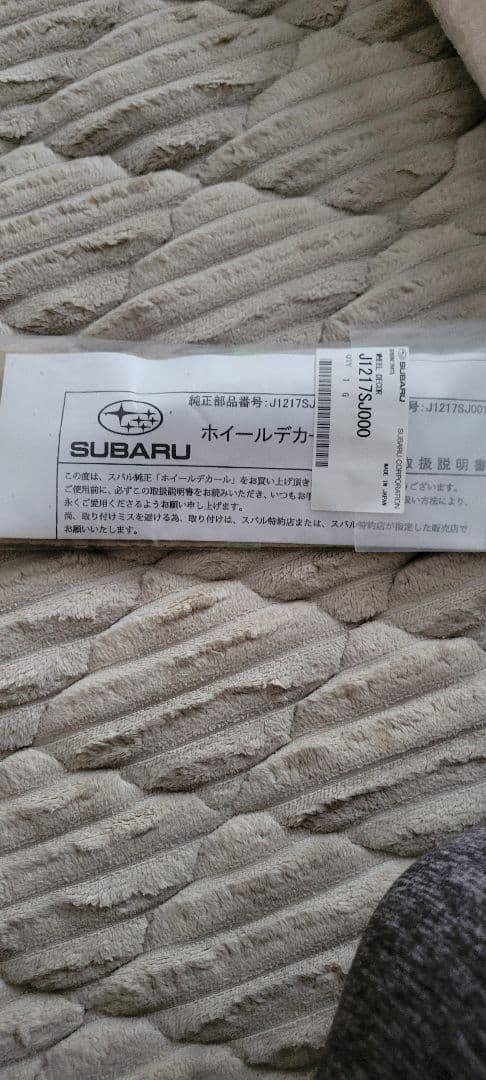 純正部品番号:J1217SJ
号:J1217SJ001
SUBARU
ホイールデカー
取扱説明書
この度は、スバル純正「ホイールデカール」をお買い上げ頂き
ございます。
ご使用前に、必ずこの取扱説明書をお読みいただき、いつもお手
扱い方法により、
永くご愛用くださるようお願い申し上げます。
尚、取り付けミスを避ける為、取り付けは、スバル特約店または、スバル特約店が指定した販売店で
お願いいたします。
SUBARU
SUBARU CORPORATION
WHEEL DECOR
J1217SJ000
QTY 1 G
MADE IN JAPAN